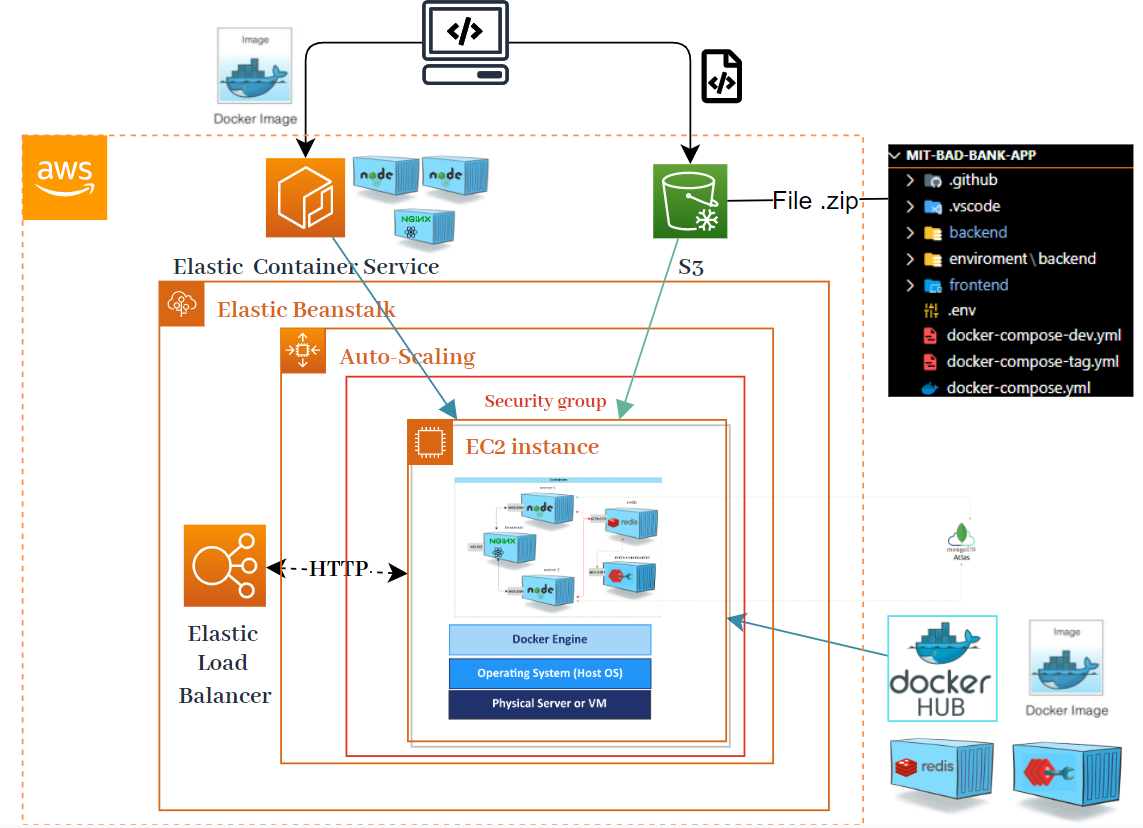 Image
Docker Image
aws
node
node
NGINX
Elastic Container Service
S3
File .zip
MIT-BAD-BANK-APP
.github
.vscode
backend
enviroment\backend
frontend
.env
docker-compose-dev.yml
docker-compose-tag.yml
docker-compose.yml
Elastic Beanstalk
Auto-Scaling
Security group
EC2 instance
node
redis
redis
NGINX
node
mongoDB
Atlas
HTTP
Elastic
Load
Balancer
Docker Engine
Operating System (Host OS)
Physical Server or VM
docker
HUB
Image
Docker Image
redis